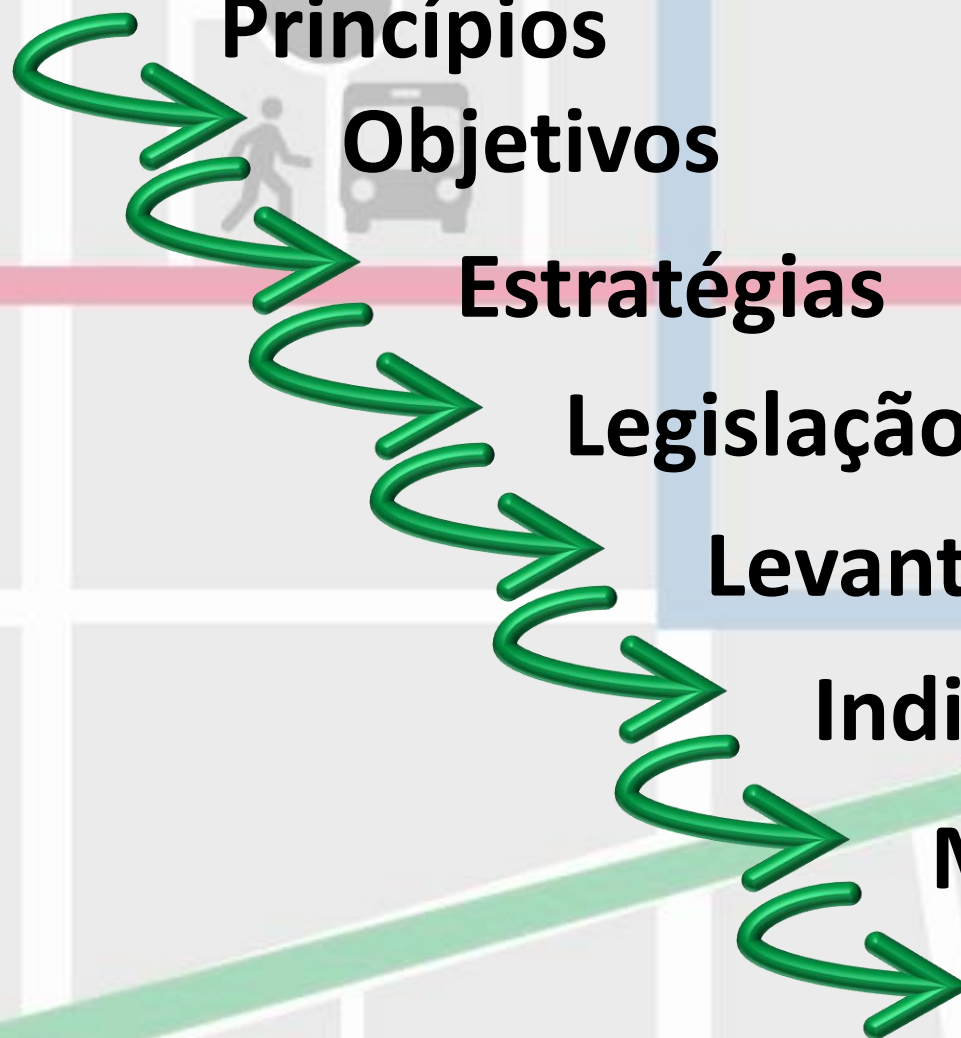 Princípios
Objetivos
Estratégias
Legislação
Levant
Indi